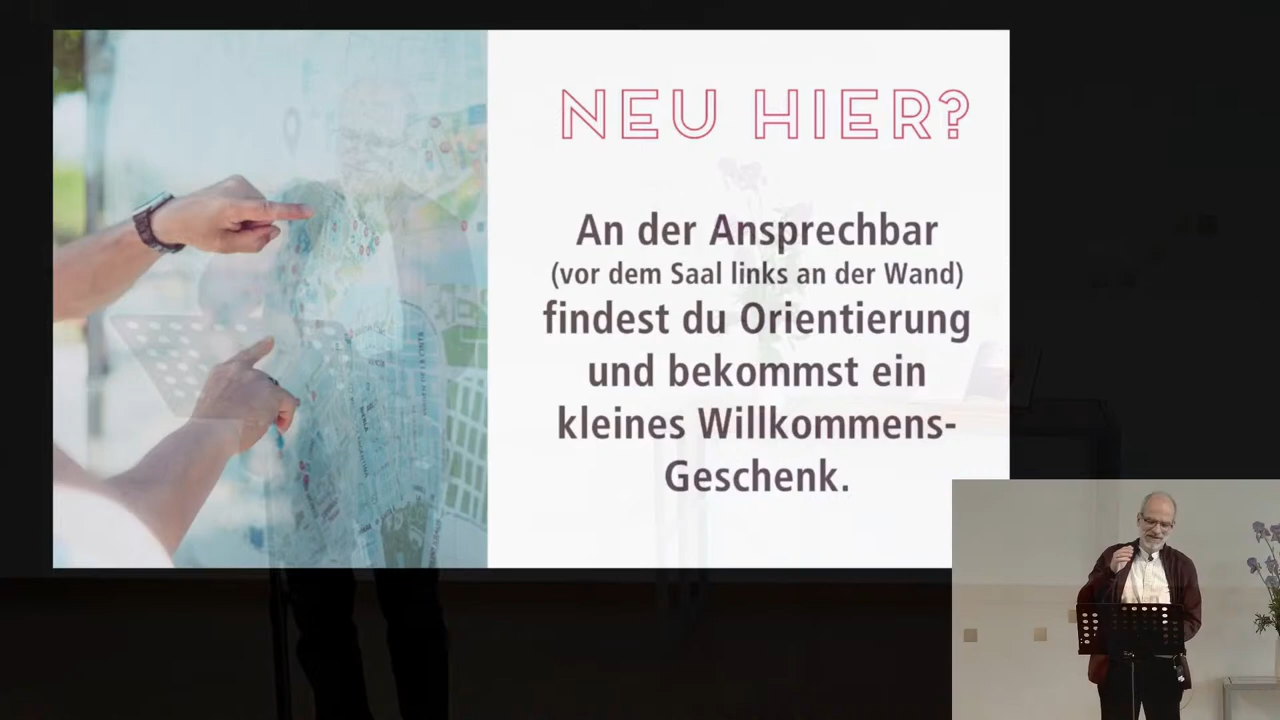 NEU HIER?
An der Ansprechbar
(vor dem Saal links an der Wand)
findest du Orientierung
und bekommst ein
kleines Willkommens-
Geschenk.